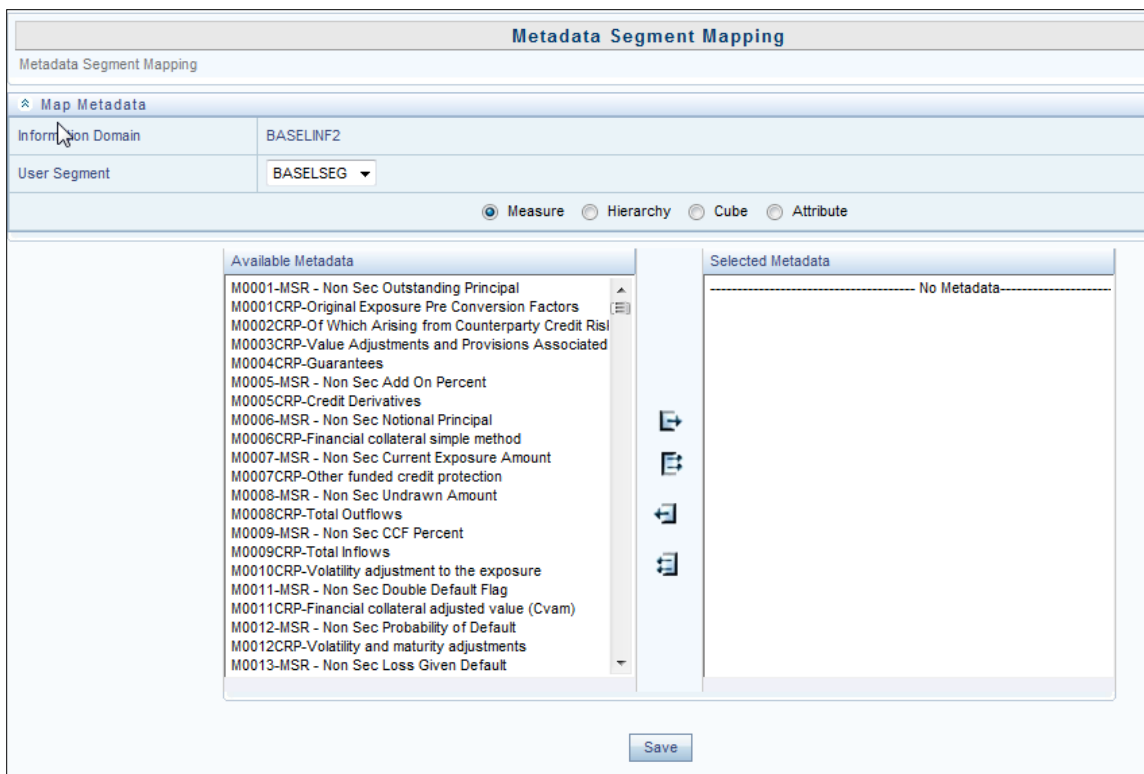 Metadata Segment Mapping
Metadata Segment Mapping
Map Metadata
Information Domain BASELINF2
User Segment BASELSEG
Measure Hierarchy Cube Attribute
Available Metadata
M0001-MSR - Non Sec Outstanding Principal
M0001CRP-Original Exposure Pre Conversion Factors
M0002CRP-Of Which Arising from Counterparty Credit Ris
M0003CRP-Value Adjustments and Provisions Associated
M0004CRP-Guarantees
M0005-MSR - Non Sec Add On Percent
M0005CRP-Credit Derivatives
M0006-MSR - Non Sec Notional Principal
M0006CRP-Financial collateral simple method
M0007-MSR - Non Sec Current Exposure Amount
M0007CRP-Other funded credit protection
M0008-MSR - Non Sec Undrawn Amount
M0008CRP-Total Outflows
M0009-MSR - Non Sec CCF Percent
M0009CRP-Total Inflows
M0010CRP-Volatility adjustment to the exposure
M0011-MSR - Non Sec Double Default Flag
M0011CRP-Financial collateral adjusted value (Cvam)
M0012-MSR - Non Sec Probability of Default
M0012CRP-Volatility and maturity adjustments
M0013-MSR - Non Sec Loss Given Default
Selected Metadata
--------------------------------------- No Metadata----------------------
Save